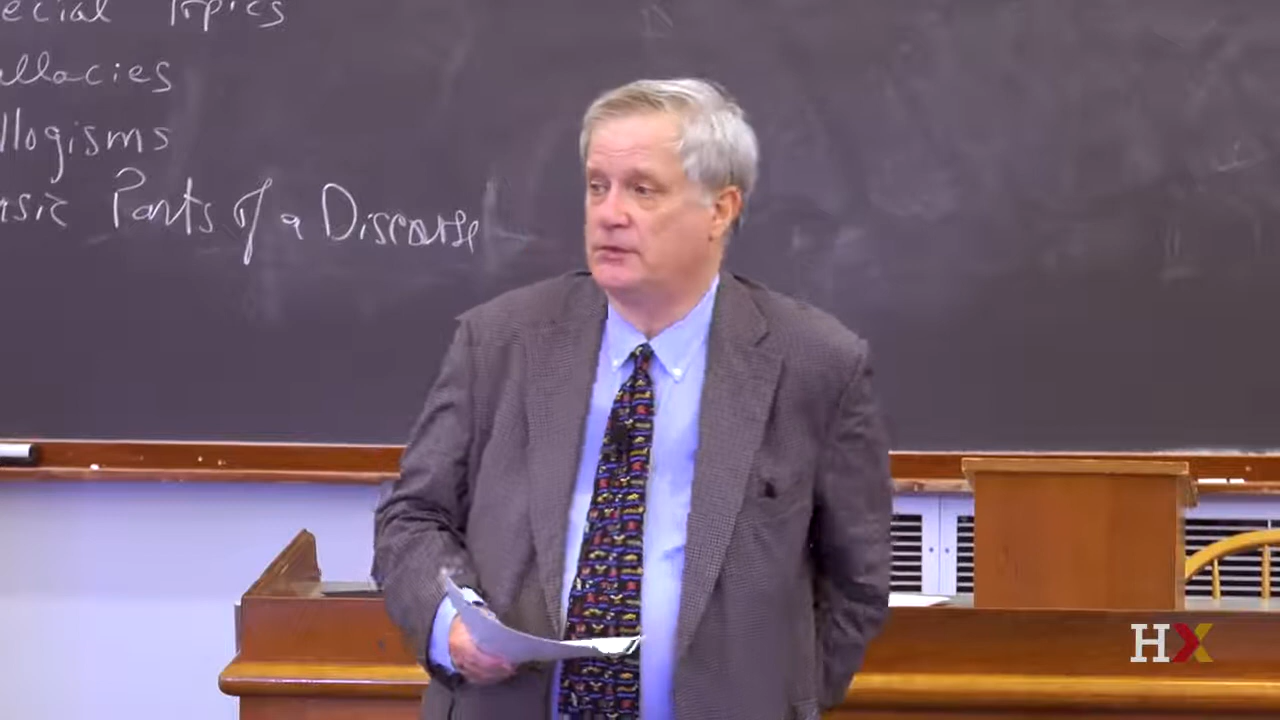 ecial Topics
allacies
llogisms
asic Parts of a Discourse
HX